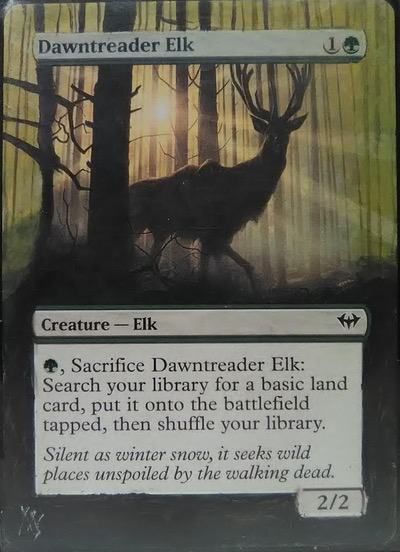 Dawntreader Elk 1
Creature — Elk
, Sacrifice Dawntreader Elk:
Search your library for a basic land
card, put it onto the battlefield
tapped, then shuffle your library.
Silent as winter snow, it seeks wild
places unspoiled by the walking dead.
2/2